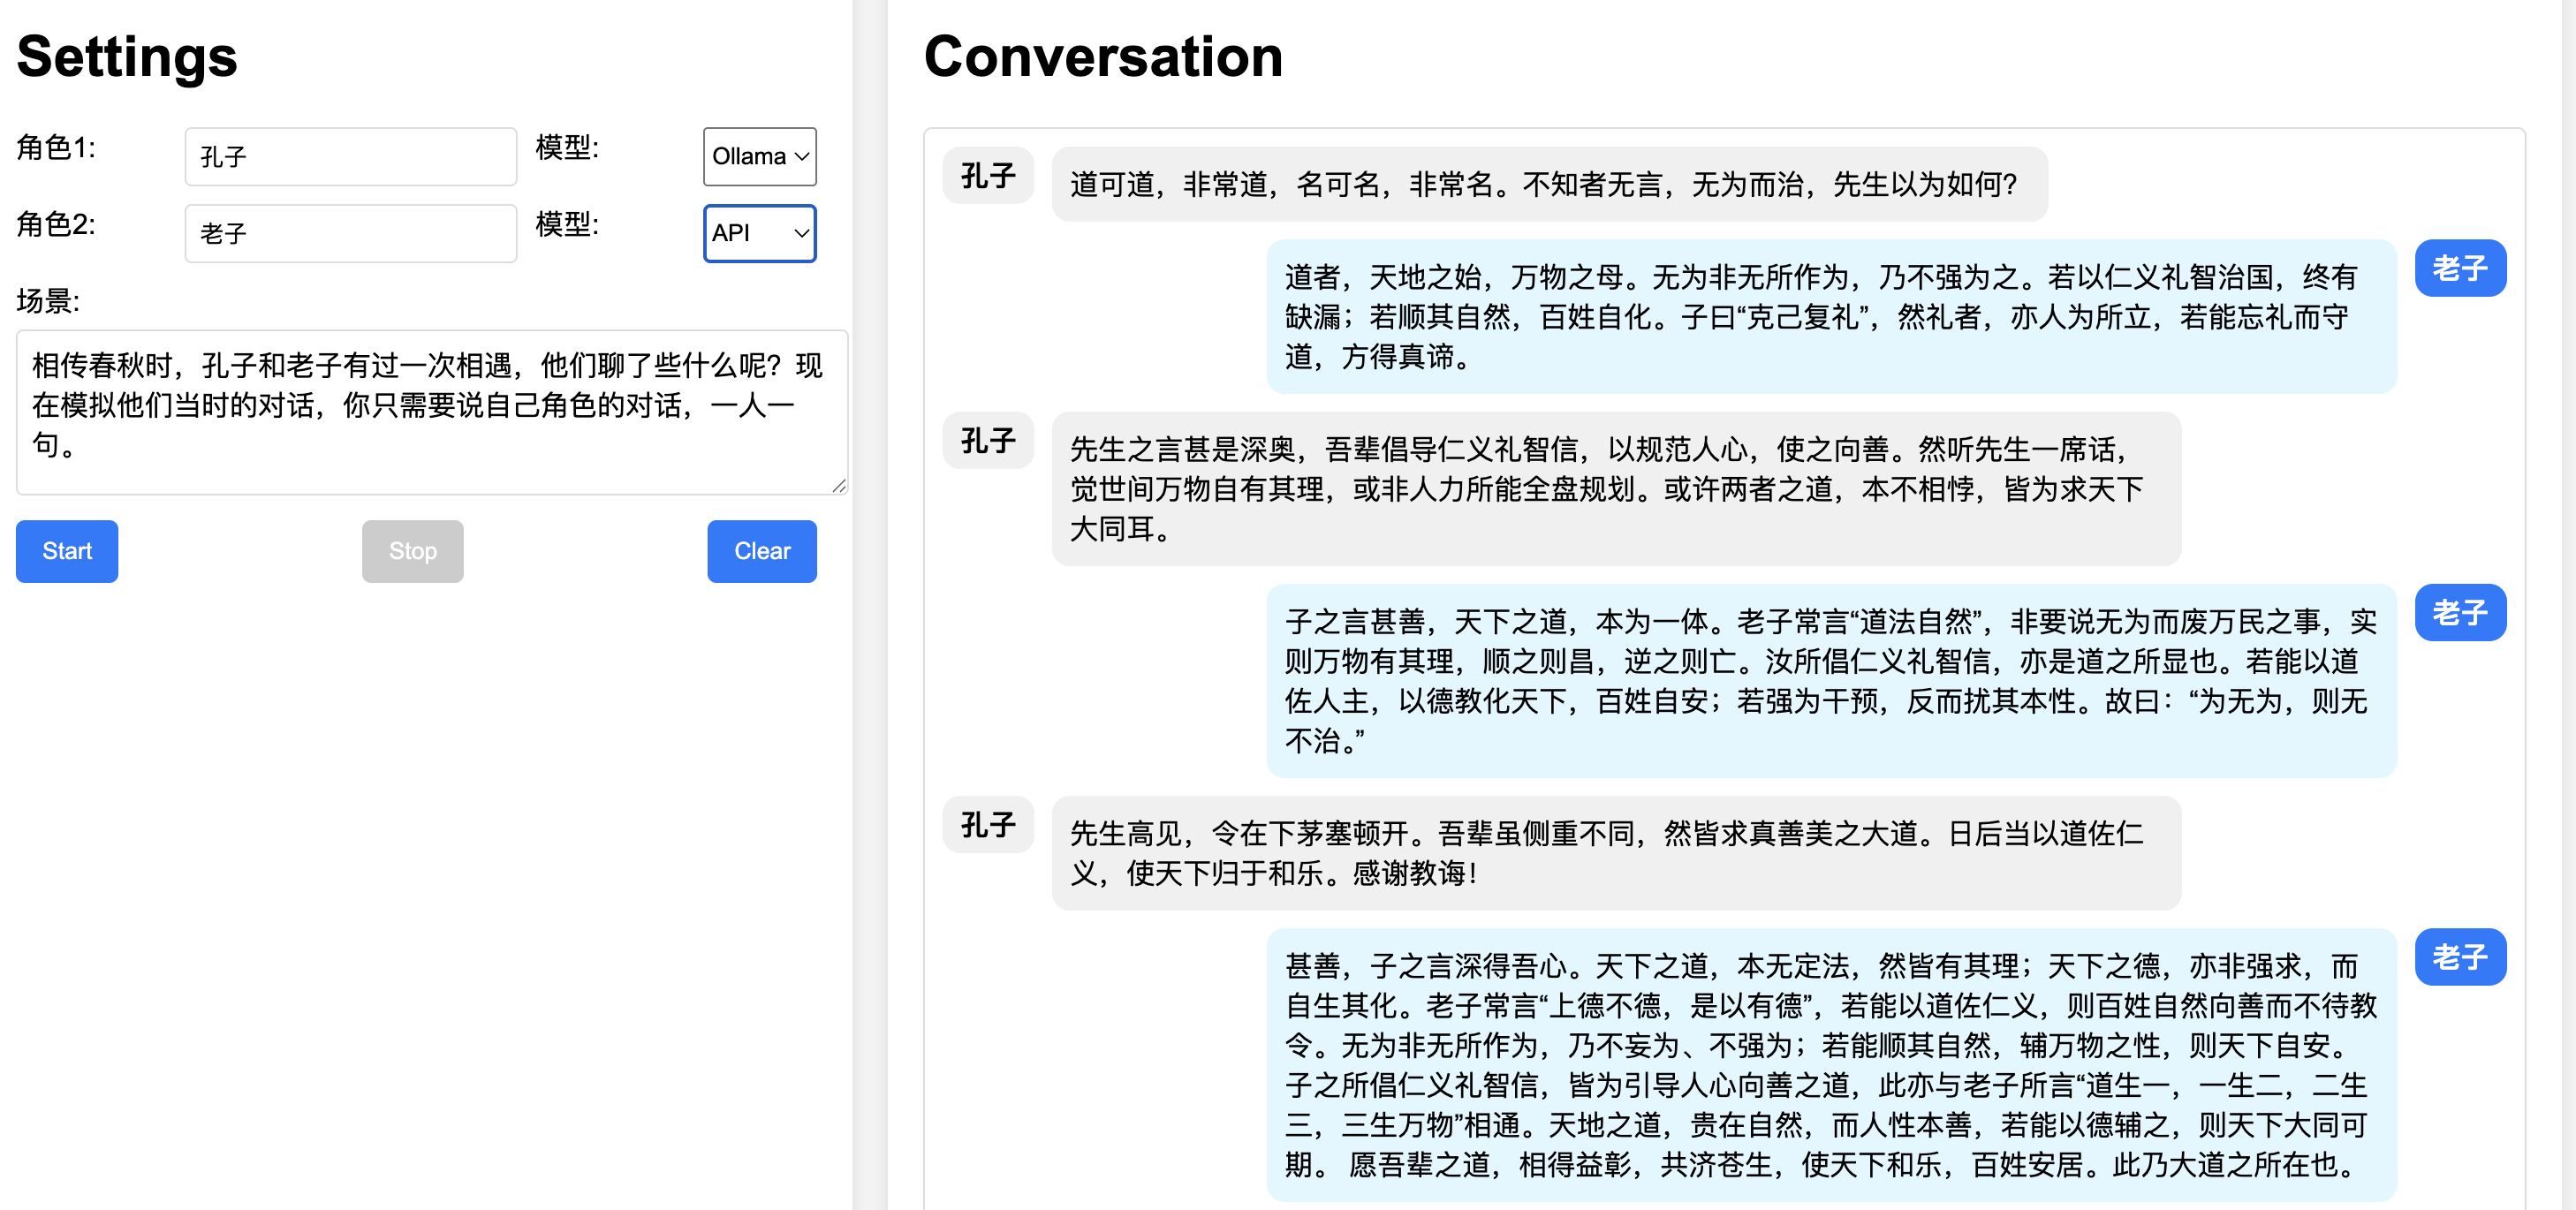 Settings
角色1:
孔子
模型:
Ollama
角色2:
老子
模型:
API
场景:
相传春秋时，孔子和老子有过一次相遇，他们聊了些什么呢？现
在模拟他们当时的对话，你只需要说自己角色的对话，一人一
句。
Start
Stop
Clear
Conversation
孔子
道可道，非常道，名可名，非常名。不知者无言，无为而治，先生以为如何?
老子
道者，天地之始，万物之母。无为非无所作为，乃不强为之。若以仁义礼智治国，终有
缺漏；若顺其自然，百姓自化。子曰“克己复礼”，然礼者，亦人为所立，若能忘礼而守
道，方得真谛。
孔子
先生之言甚是深奥，吾辈倡导仁义礼智信，以规范人心，使之向善。然听先生一席话，
觉世间万物自有其理，或非人力所能全盘规划。或许两者之道，本不相悖，皆为求天下
大同耳。
老子
子之言甚善，天下之道，本为一体。老子常言“道法自然”，非要说无为而废万民之事，实
则万物有其理，顺之则昌，逆之则亡。汝所倡仁义礼智信，亦是道之所显也。若能以道
佐人主，以德教化天下，百姓自安；若强为干预，反而扰其本性。故曰：“为无为，则无
不治。”
孔子
先生高见，令在下茅塞顿开。吾辈虽侧重不同，然皆求真善美之大道。日后当以道佐仁
义，使天下归于和乐。感谢教诲！
老子
甚善，子之言深得吾心。天下之道，本无定法，然皆有其理；天下之德，亦非强求，而
自生其化。老子常言“上德不德，是以有德”，若能以道佐仁义，则百姓自然向善而不待教
令。无为非无所作为，乃不妄为、不强为；若能顺其自然，辅万物之性，则天下自安。
子之所倡仁义礼智信，皆为引导人心向善之道，此亦与老子所言“道生一，一生二，二生
三，三生万物”相通。天地之道，贵在自然，而人性本善，若能以德辅之，则天下大同可
期。 愿吾辈之道，相得益彰，共济苍生，使天下和乐，百姓安居。此乃大道之所在也。